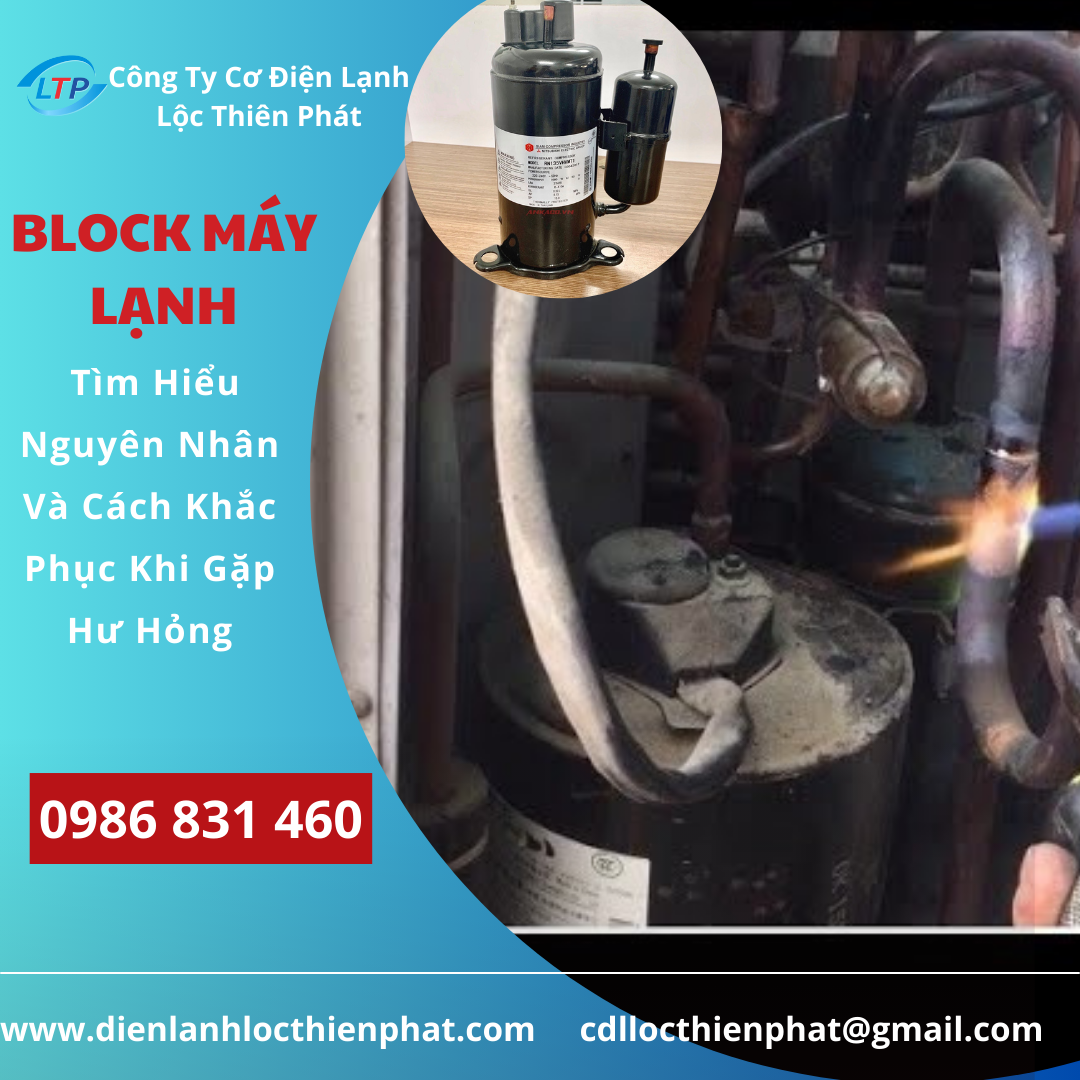 LTP
Công Ty Cơ Điện Lạnh
Lộc Thiên Phát
BLOCK MÁY
LẠNH
Tìm Hiểu
Nguyên Nhân
Và Cách Khắc
Phục Khi Gặp
Hư Hỏng
0986 831 460
www.dienlanhlocthienphat.com
cdllocthienphat@gmail.com